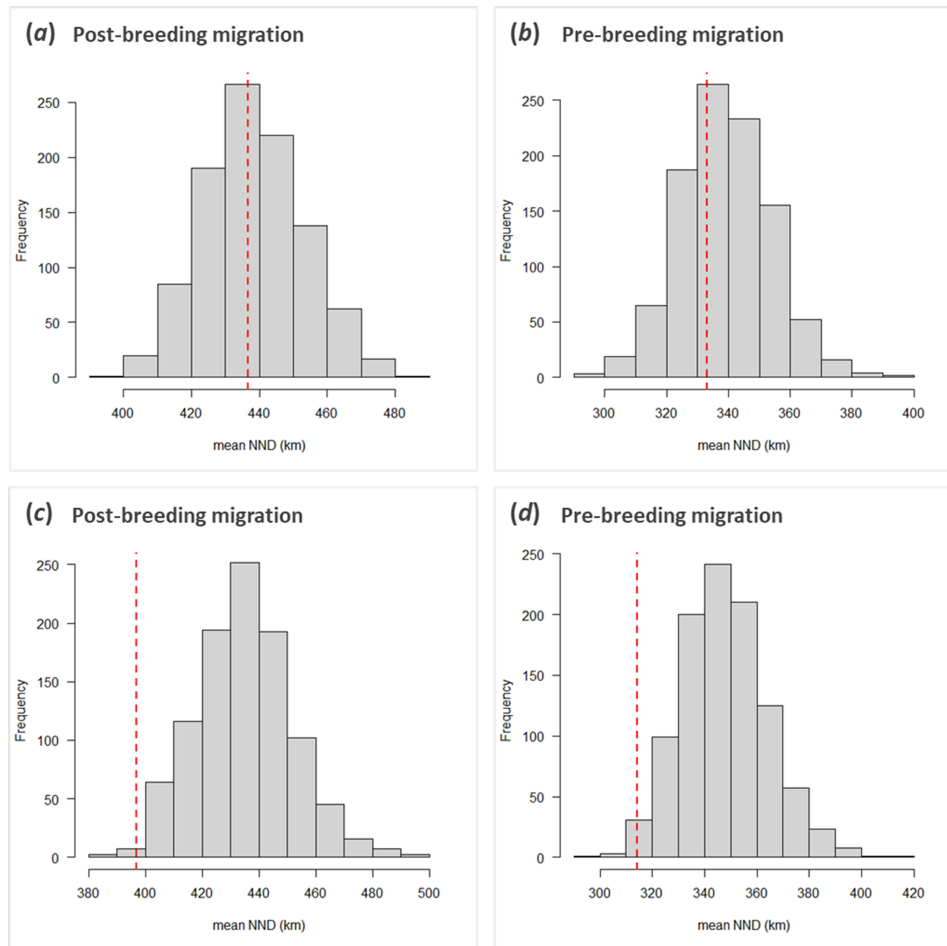 (a) Post-breeding migration
250
200
150
100
50
0
Frequency
400 420 440 460 480
mean NND (km)
(b) Pre-breeding migration
250
200
150
100
50
0
Frequency
300 320 340 360 380 400
mean NND (km)
(c) Post-breeding migration
250
200
150
100
50
0
Frequency
380 400 420 440 460 480 500
mean NND (km)
(d) Pre-breeding migration
250
200
150
100
50
0
Frequency
300 320 340 360 380 400 420
mean NND (km)